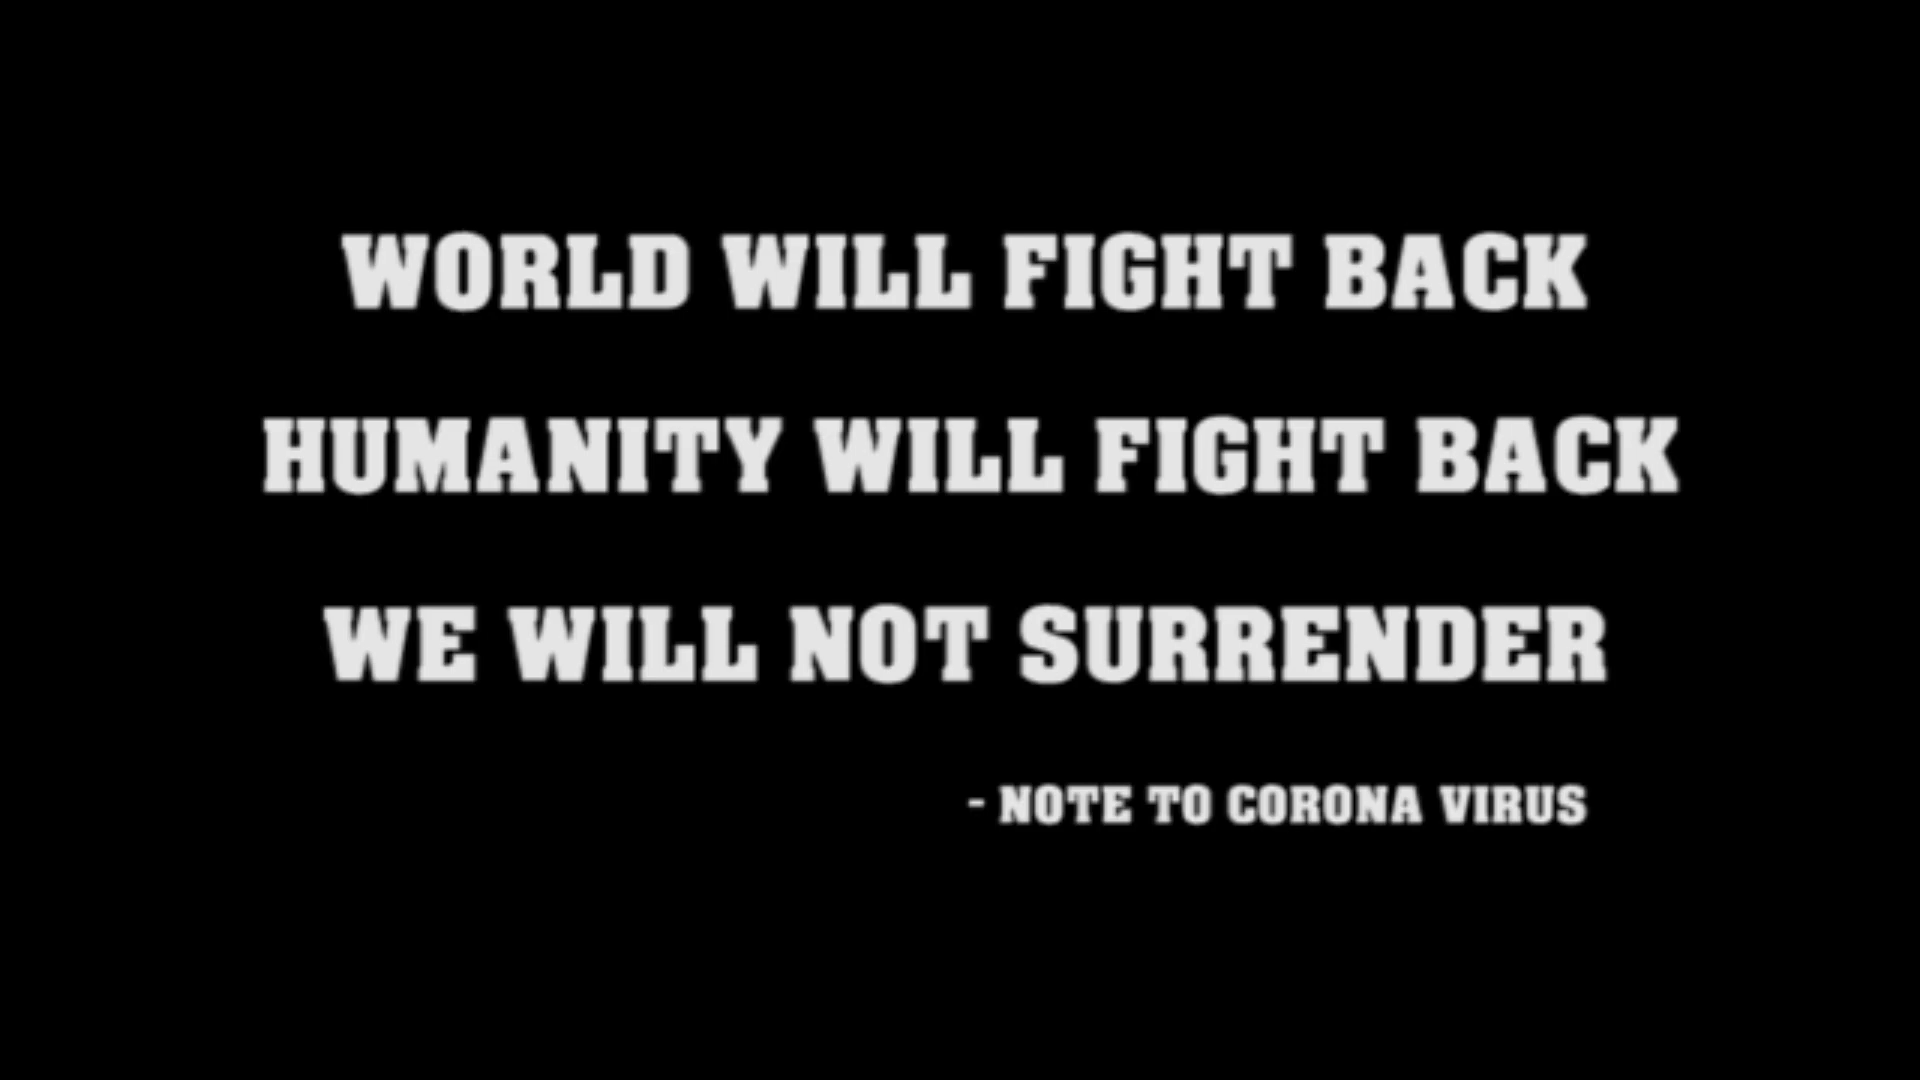 WORLD WILL FIGHT BACK
HUMANITY WILL FIGHT BACK
WE WILL NOT SURRENDER
- NOTE TO CORONA VIRUS